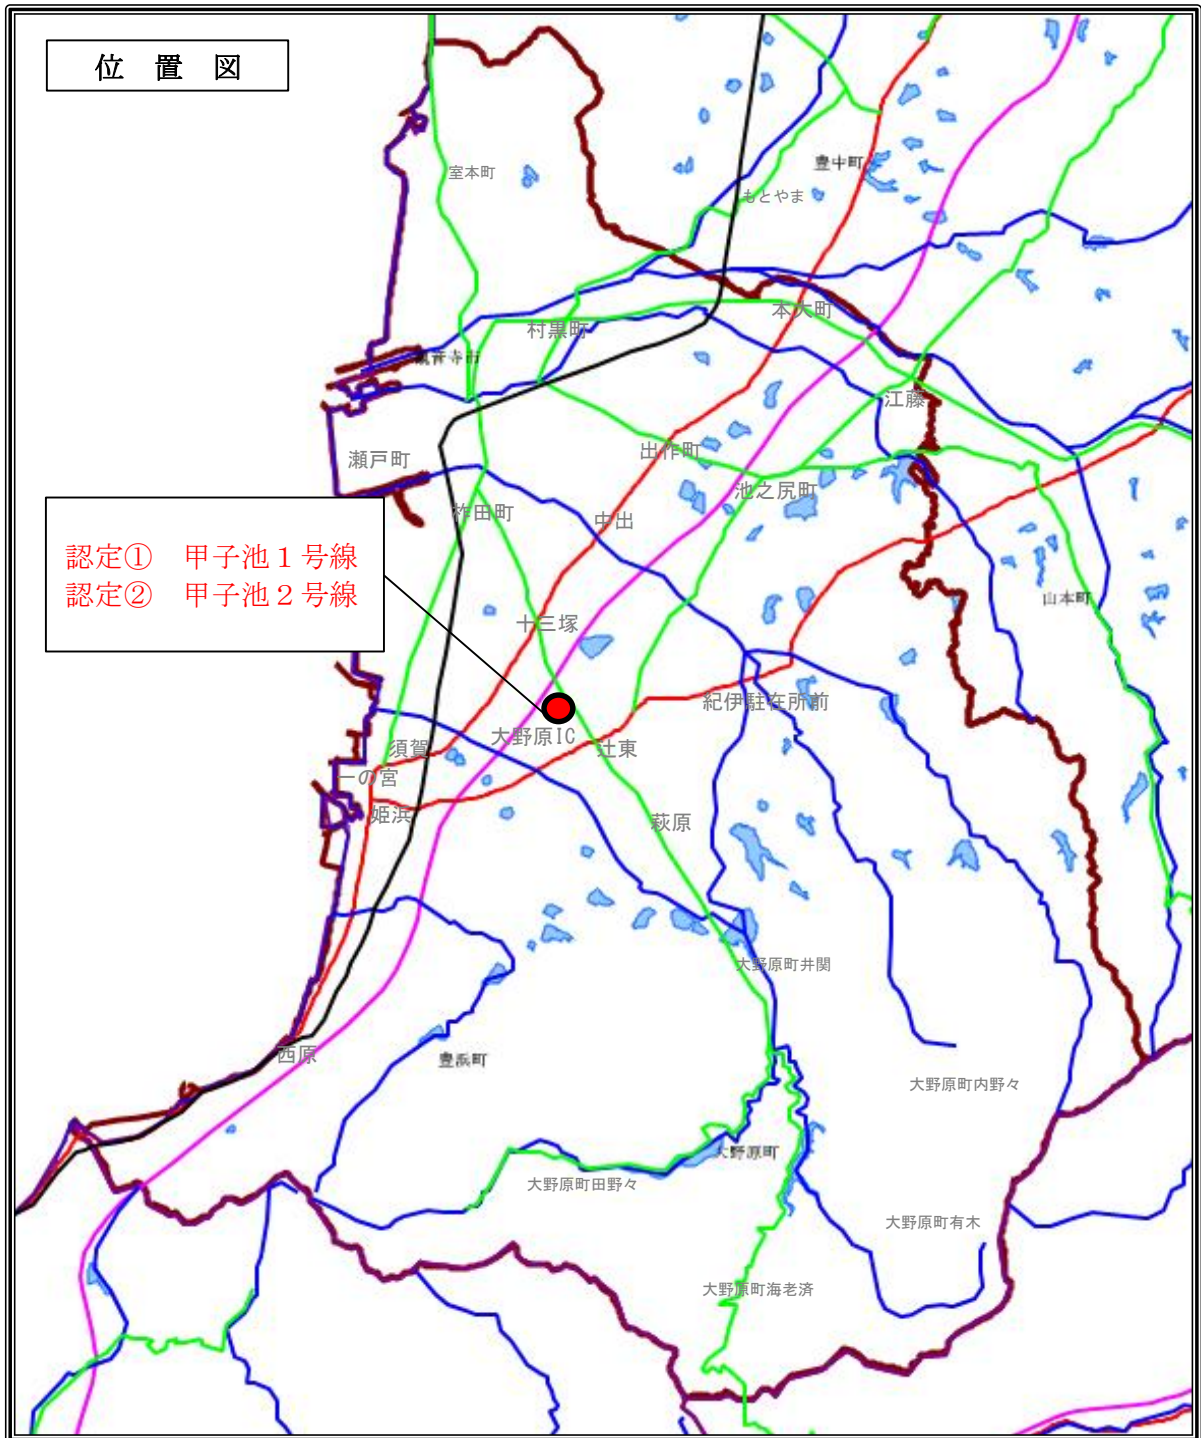 位 置 図
室本町
豊中町
もとやま
本大町
村黒町
観音寺市
江藤
出作町
瀬戸町
池之尻町
柞田町
中出
認定① 甲子池１号線
認定② 甲子池２号線
山本町
十三塚
紀伊駐在所前
大野原IC
辻東
須賀
一の宮
姫浜
萩原
大野原町井関
西原
豊浜町
大野原町内野々
大野原町
大野原町田野々
大野原町有木
大野原町海老済